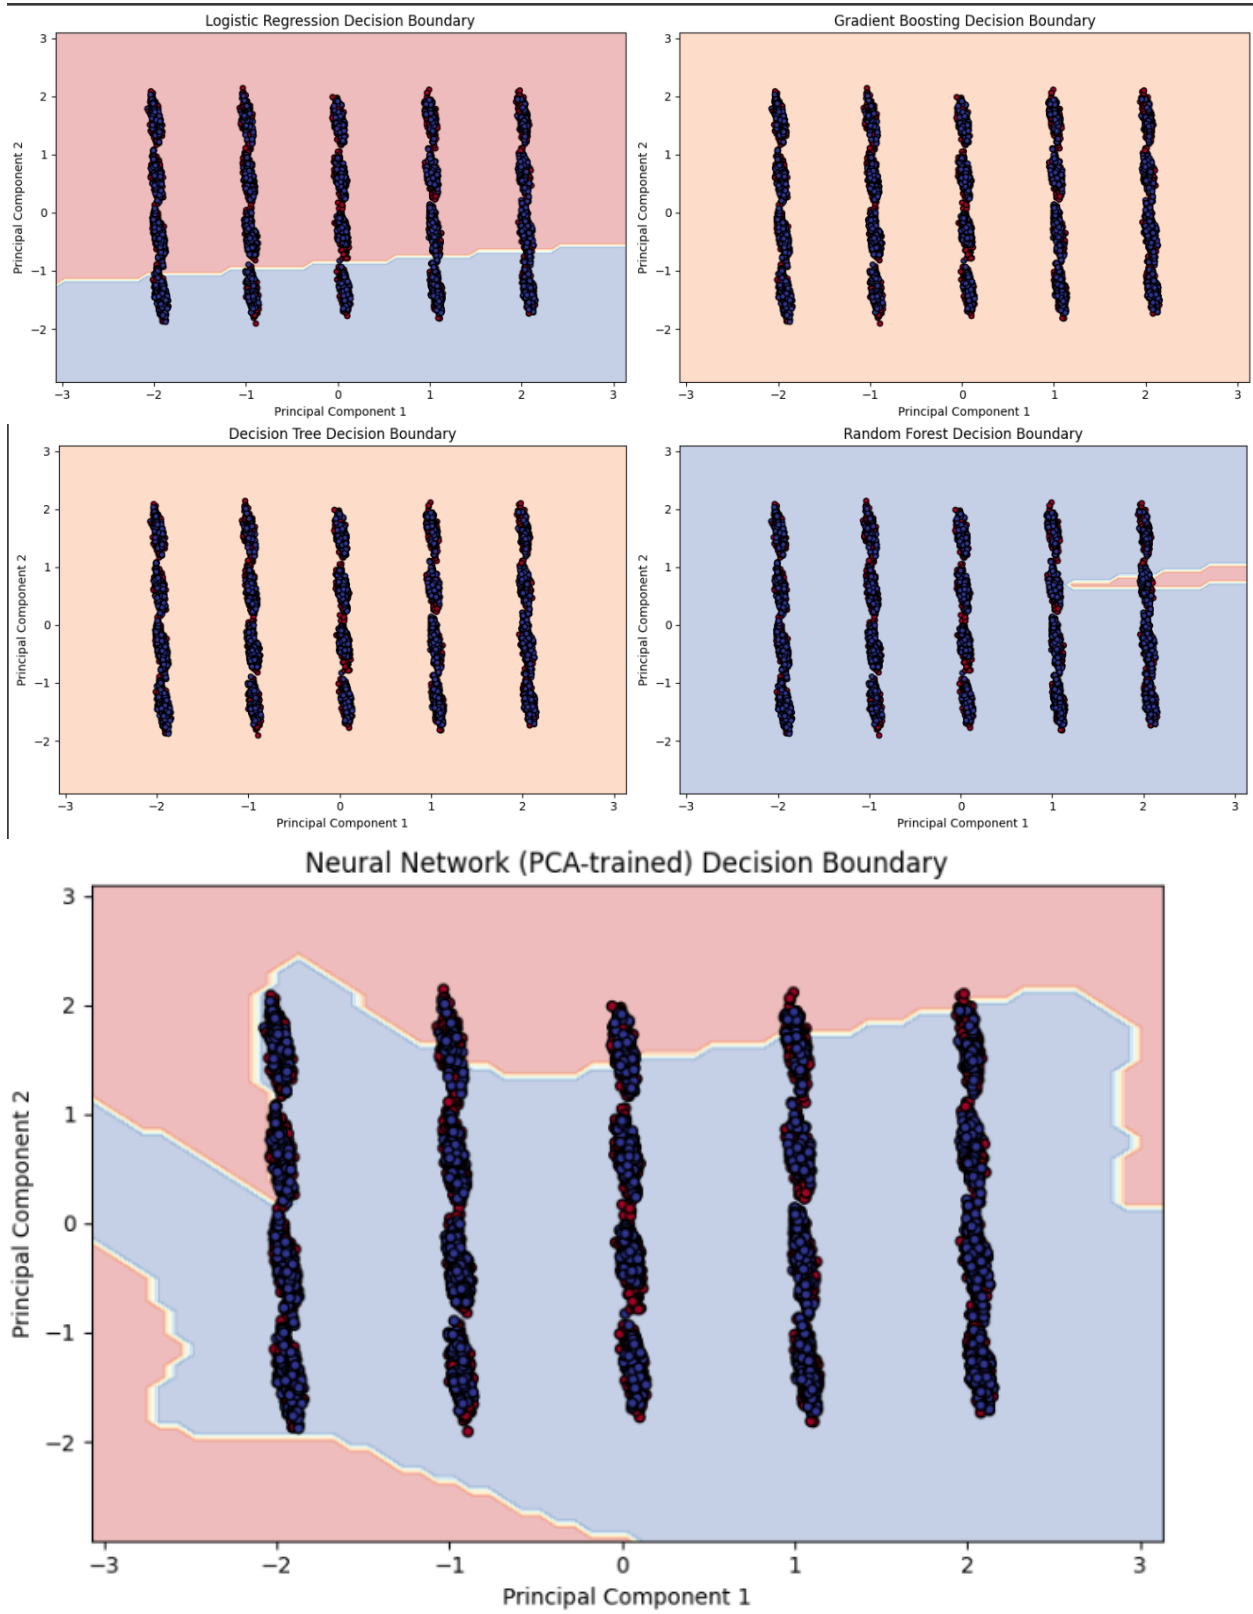 Logistic Regression Decision Boundary
3
2
1
0
−1
−2
Principal Component 2
−3 −2 −1 0 1 2 3
Principal Component 1
Gradient Boosting Decision Boundary
3
2
1
0
−1
−2
Principal Component 2
−3 −2 −1 0 1 2 3
Principal Component 1
Decision Tree Decision Boundary
3
2
1
0
−1
−2
Principal Component 2
−3 −2 −1 0 1 2 3
Principal Component 1
Random Forest Decision Boundary
3
2
1
0
−1
−2
Principal Component 2
−3 −2 −1 0 1 2 3
Principal Component 1
Neural Network (PCA-trained) Decision Boundary
3
2
1
0
−1
−2
Principal Component 2
−3 −2 −1 0 1 2 3
Principal Component 1